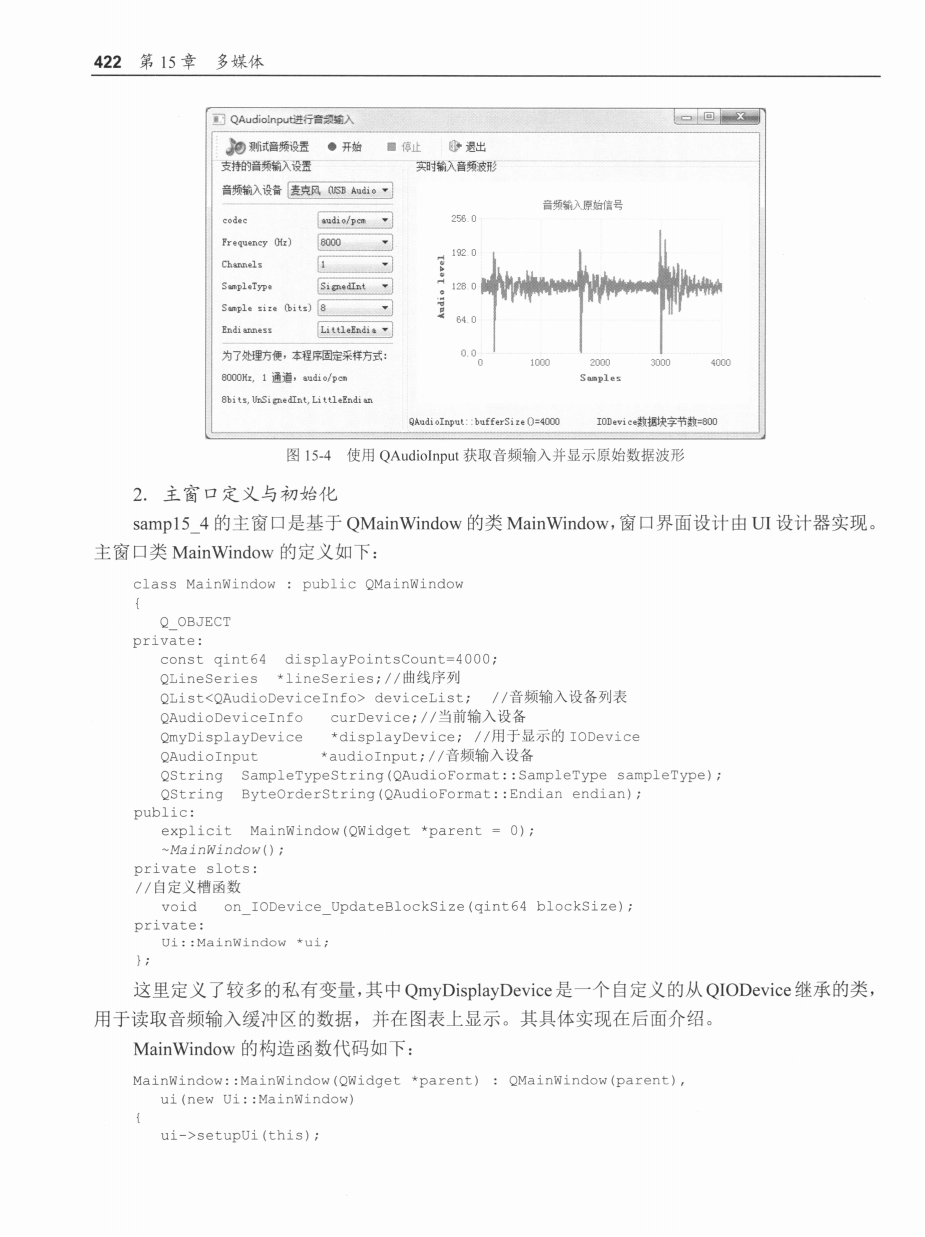 422 第 15 章 多媒体
QAudioInput进行音频输入
测试音频设置 开始 停止 退出
支持的音频输入设置
音频输入设备 麦克风 (USB Audio
codec audio/pcm
Frequency (Hz) 8000
Channels 1
SampleType SignedInt
Sample size (bits) 8
Endianness LittleEndia
为了处理方便，本程序固定采样方式：
8000Hz, 1 通道，audio/pcm
8bits,UnSignedInt,LittleEndian
实时输入音频波形
音频输入原始信号
256.0
192.0
128.0
64.0
0.0
Audio level
0 1000 2000 3000 4000
Samples
QAudioInput::bufferSize()=4000 IODevice数据块字节数=800
图 15-4 使用 QAudioInput 获取音频输入并显示原始数据波形
2. 主窗口定义与初始化
samp15_4 的主窗口是基于 QMainWindow 的类 MainWindow，窗口界面设计由 UI 设计器实现。
主窗口类 MainWindow 的定义如下：
class MainWindow : public QMainWindow
{
Q_OBJECT
private:
const qint64 displayPointsCount=4000;
QLineSeries *lineSeries;//曲线序列
QList<QAudioDeviceInfo> deviceList; //音频输入设备列表
QAudioDeviceInfo curDevice;//当前输入设备
QmyDisplayDevice *displayDevice; //用于显示的 IODevice
QAudioInput *audioInput;//音频输入设备
QString SampleTypeString(QAudioFormat::SampleType sampleType);
QString ByteOrderString(QAudioFormat::Endian endian);
public:
explicit MainWindow(QWidget *parent = 0);
~MainWindow();
private slots:
//自定义槽函数
void on_IODevice_UpdateBlockSize(qint64 blockSize);
private:
Ui::MainWindow *ui;
};
这里定义了较多的私有变量，其中 QmyDisplayDevice 是一个自定义的从 QIODevice 继承的类，
用于读取音频输入缓冲区的数据，并在图表上显示。其具体实现在后面介绍。
MainWindow 的构造函数代码如下：
MainWindow::MainWindow(QWidget *parent) : QMainWindow(parent),
ui(new Ui::MainWindow)
{
ui->setupUi(this);